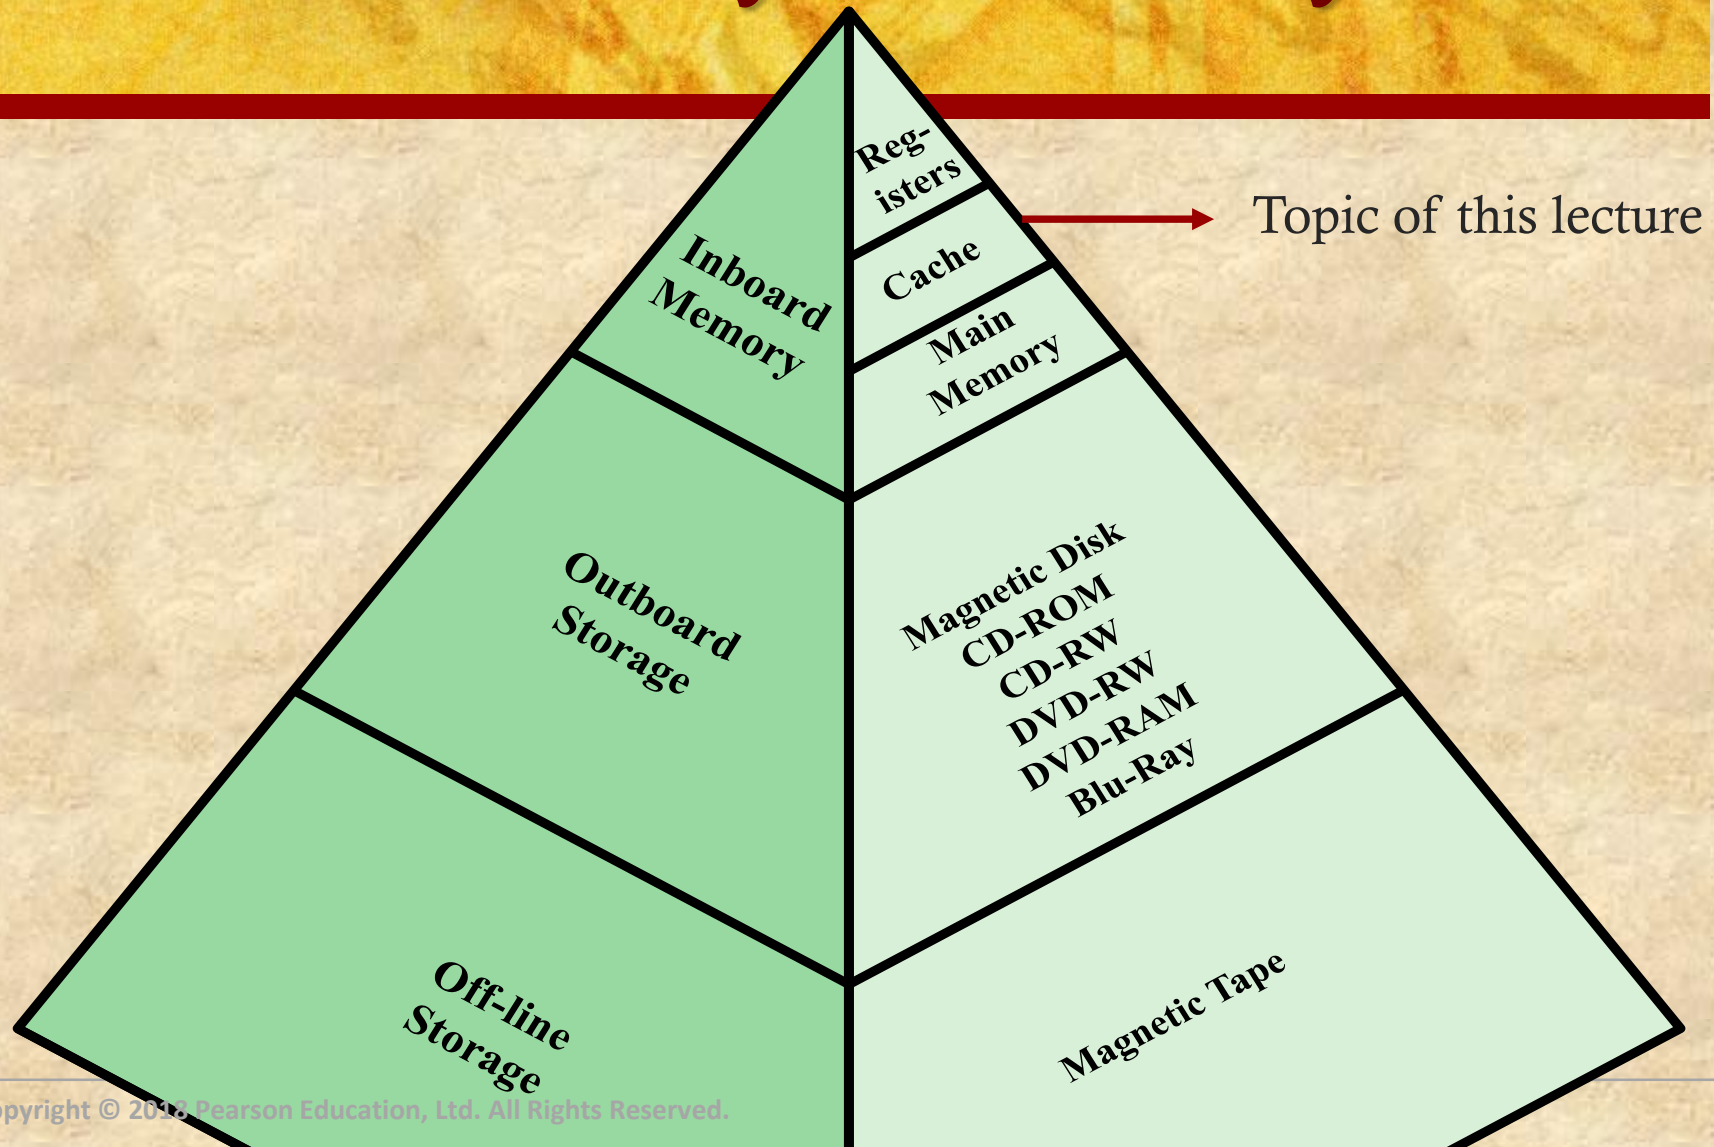 Reg-
isters
Topic of this lecture
Inboard
Memory
Cache
Main
Memory
Outboard
Storage
Magnetic Disk
CD-ROM
CD-RW
DVD-RW
DVD-RAM
Blu-Ray
Off-line
Storage
Magnetic Tape
opyright © 2018 Pearson Education, Ltd. All Rights Reserved.